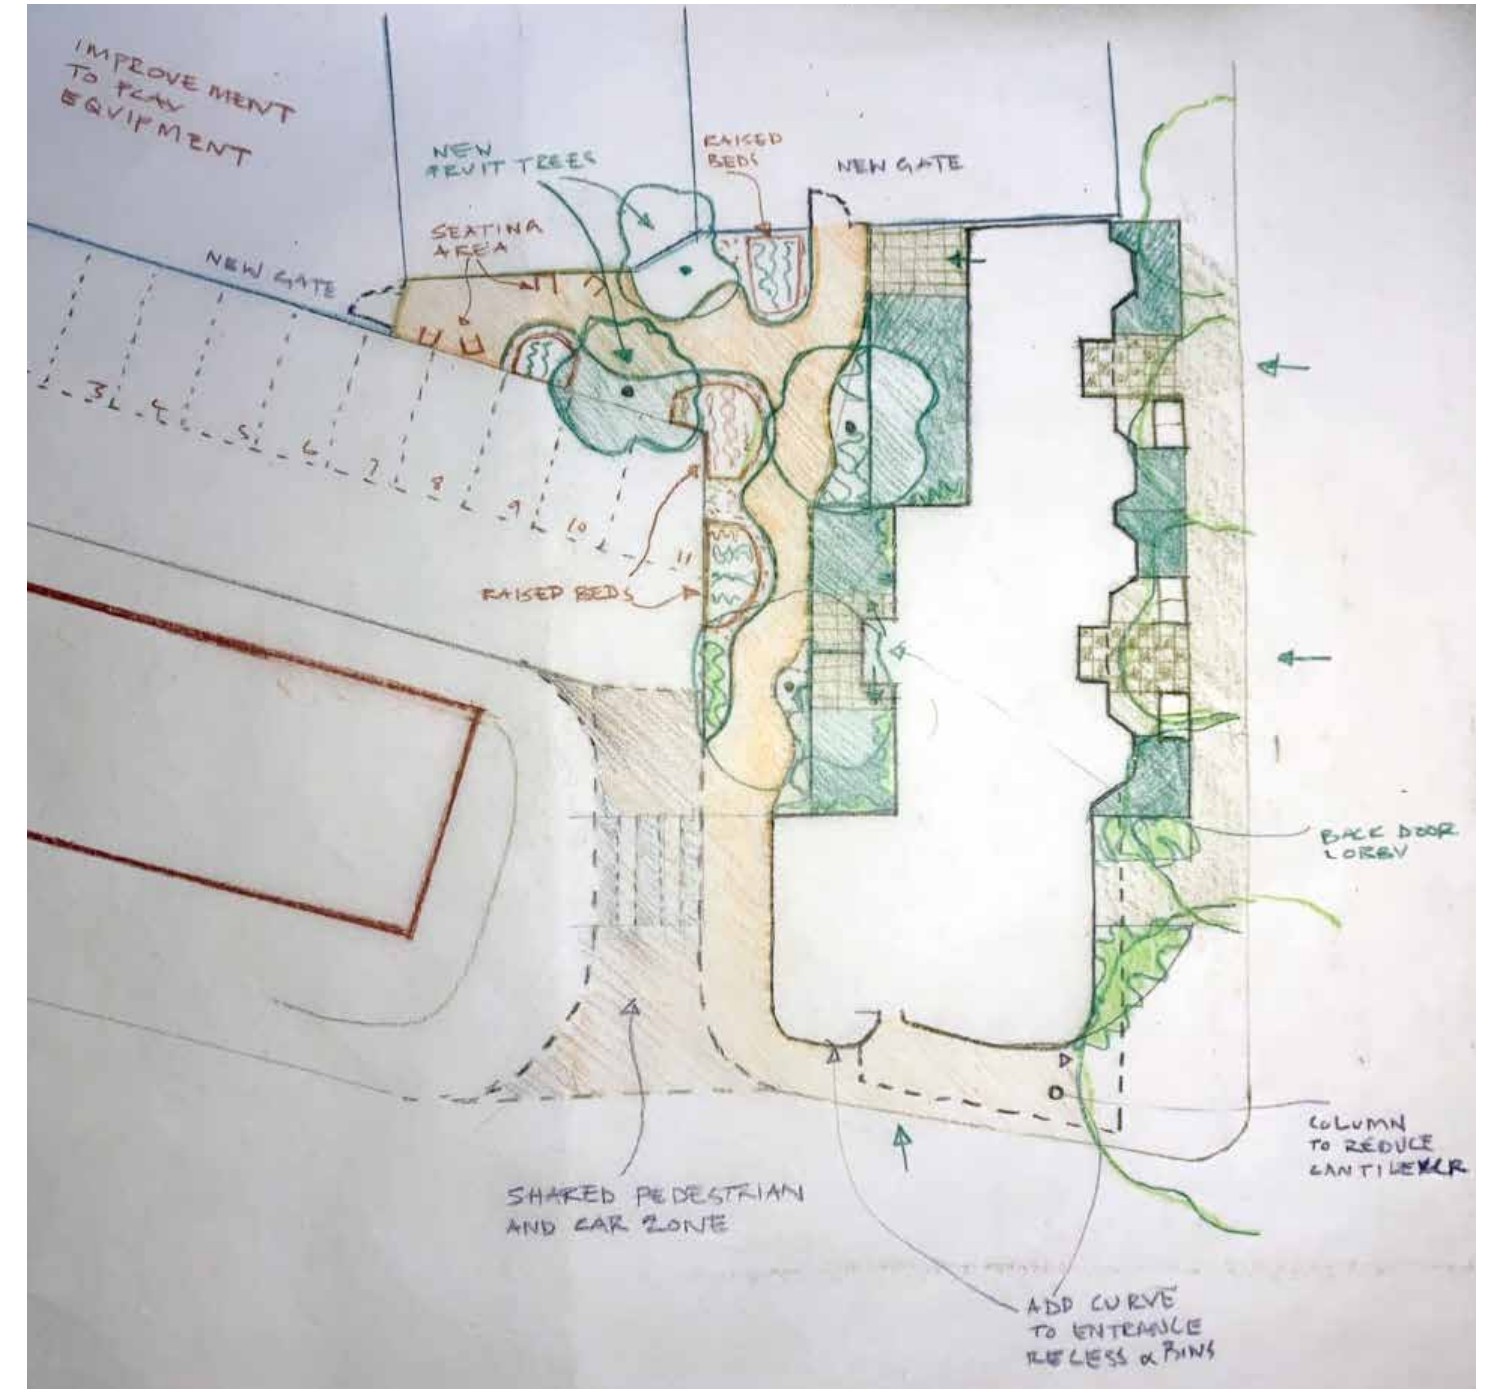 IMPROVEMENT
TO PLAY
EQUIPMENT
NEW
FRUIT TREES
RAISED
BEDS
NEW GATE
SEATING
AREA
NEW GATE
3
4
5
6
7
8
9
10
11
RAISED BEDS
BACK DOOR
LOBBY
COLUMN
TO REDUCE
CANTILEVER
SHARED PEDESTRIAN
AND CAR ZONE
ADD CURVE
TO ENTRANCE
RECESS & BINS